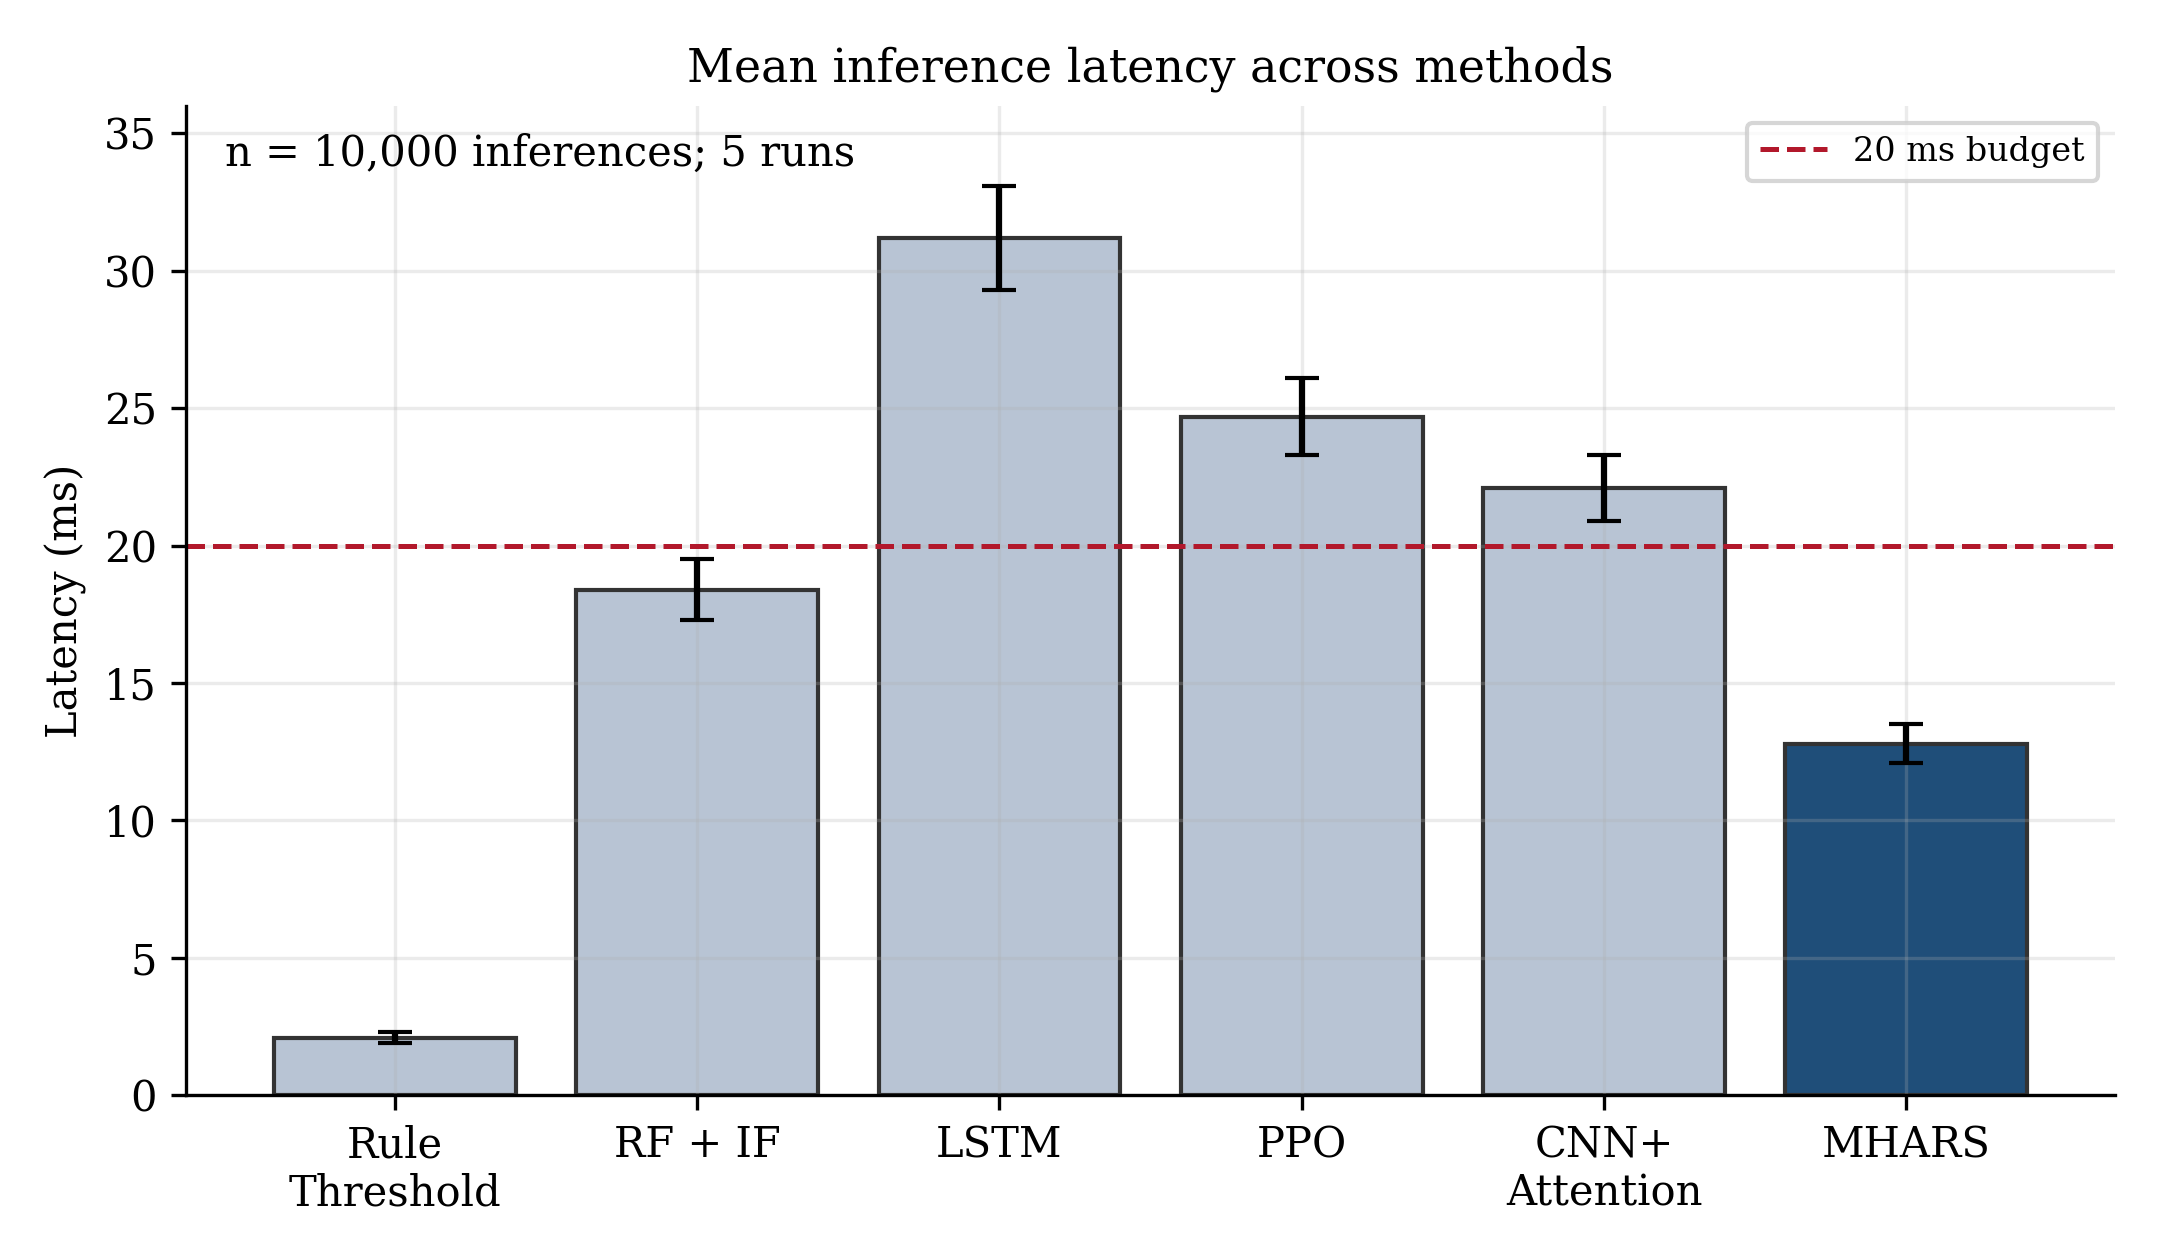 Mean inference latency across methods
n = 10,000 inferences; 5 runs
20 ms budget
Latency (ms)
35
30
25
20
15
10
5
0
Rule
Threshold
RF + IF
LSTM
PPO
CNN+
Attention
MHARS